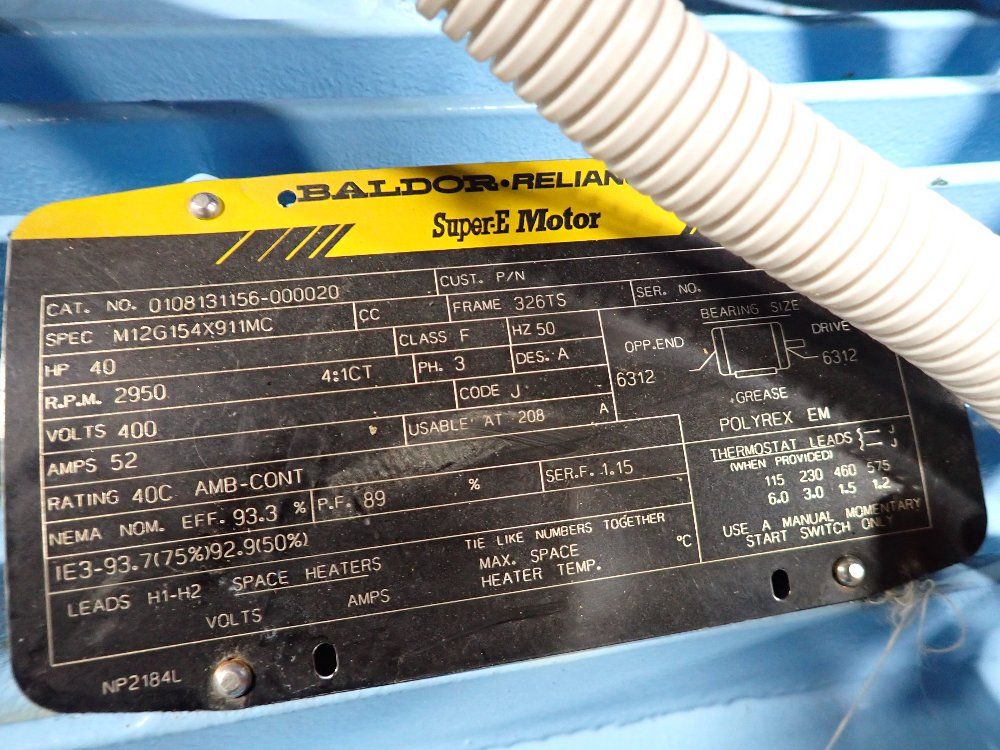 BALDOR•RELIAN
Super-E Motor
CAT. NO. 0108131156-000020 CUST. P/N
SPEC M12G154X911MC CC FRAME 326TS SER. NO.
HP 40 CLASS F HZ 50
R.P.M. 2950 4:1CT PH. 3 DES. A
VOLTS 400 CODE J
AMPS 52 USABLE AT 208 A
RATING 40C AMB-CONT
NEMA NOM. EFF. 93.3 % P.F. 89 % SER.F. 1.15
IE3-93.7(75%)92.9(50%)
LEADS H1-H2 SPACE HEATERS
VOLTS AMPS
TIE LIKE NUMBERS TOGETHER
MAX. SPACE °C
HEATER TEMP.
BEARING SIZE
OPP.END DRIVE
6312 6312
GREASE
POLYREX EM
THERMOSTAT LEADS J
(WHEN PROVIDED) J
115 230 460 575
6.0 3.0 1.5 1.2
USE A MANUAL MOMENTARY
START SWITCH ONLY
NP2184L